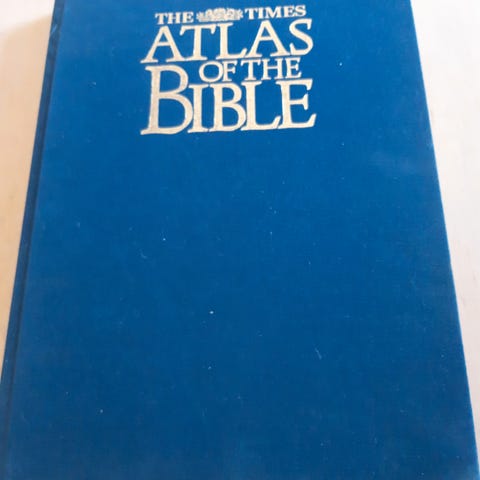 THE TIMES
ATLAS
OF THE
BIBLE